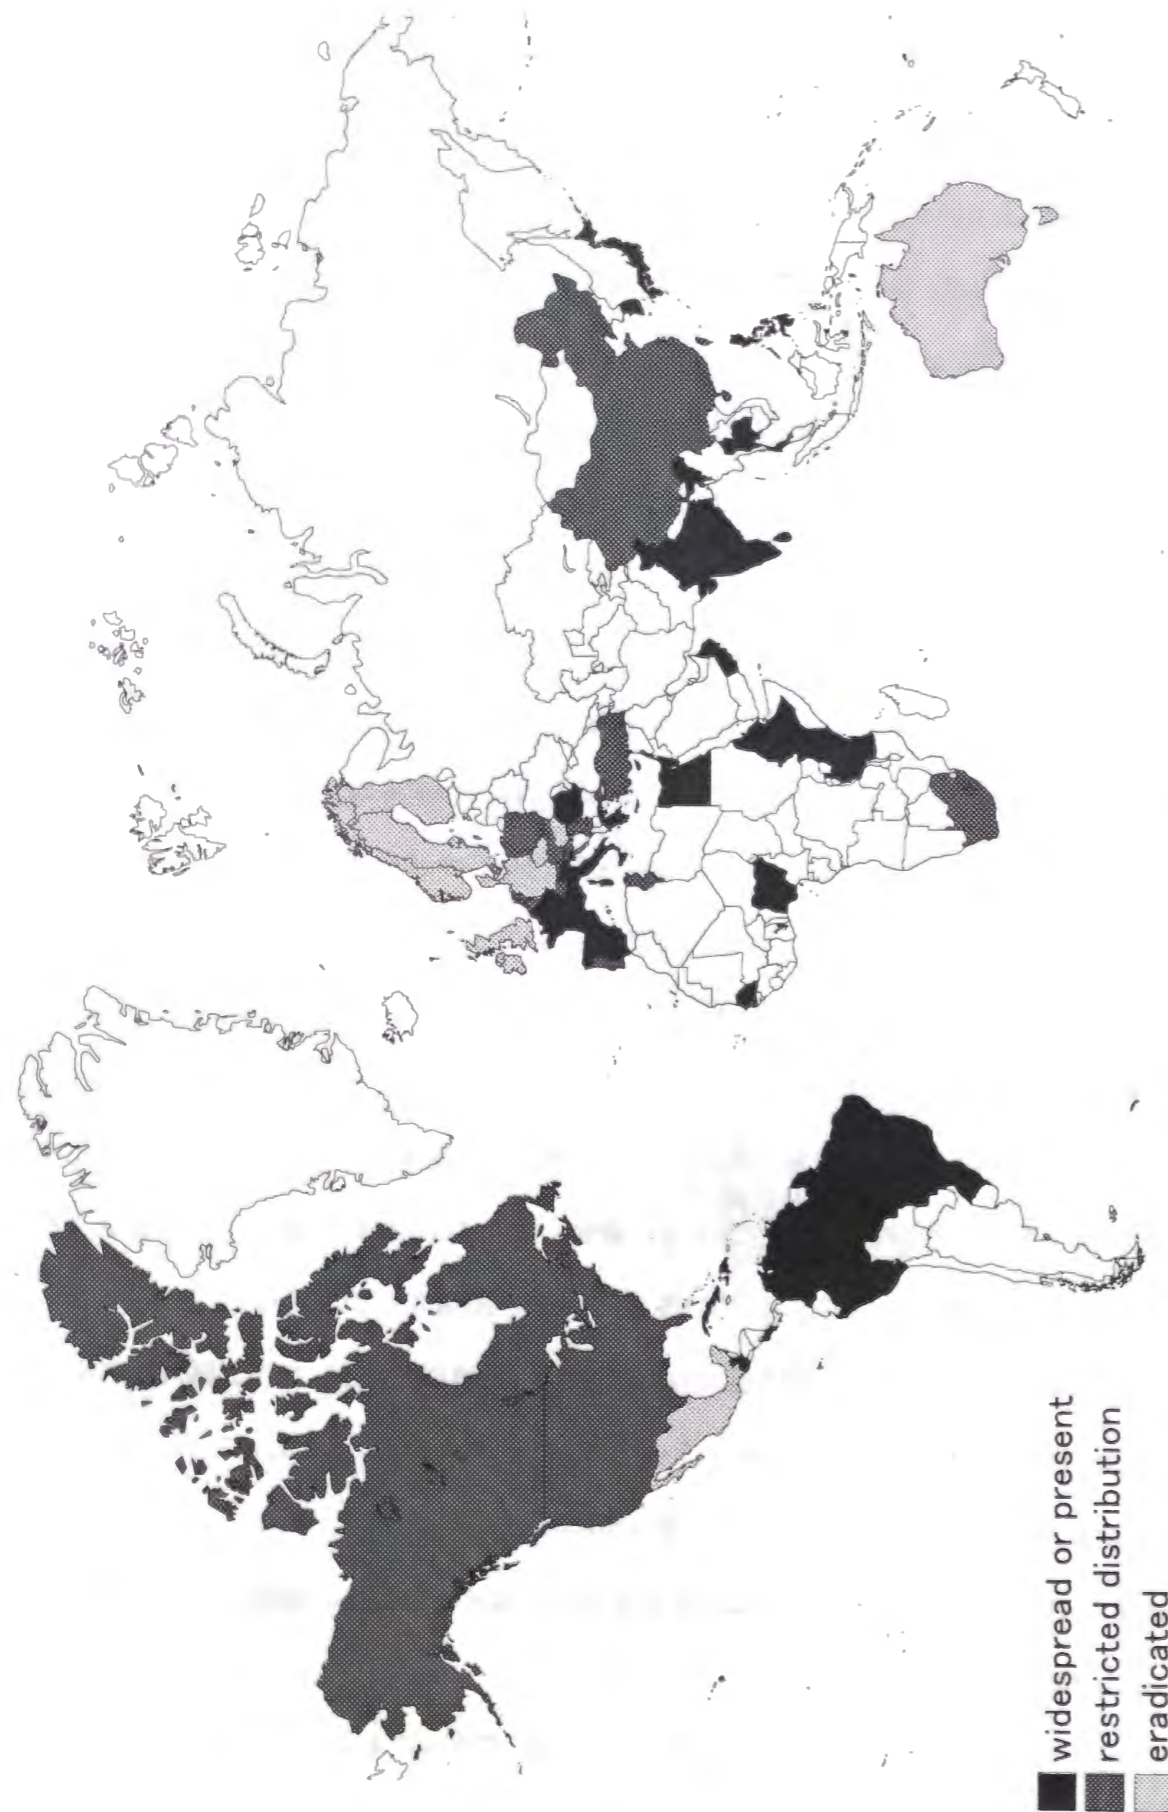 widespread or present
restricted distribution
eradicated